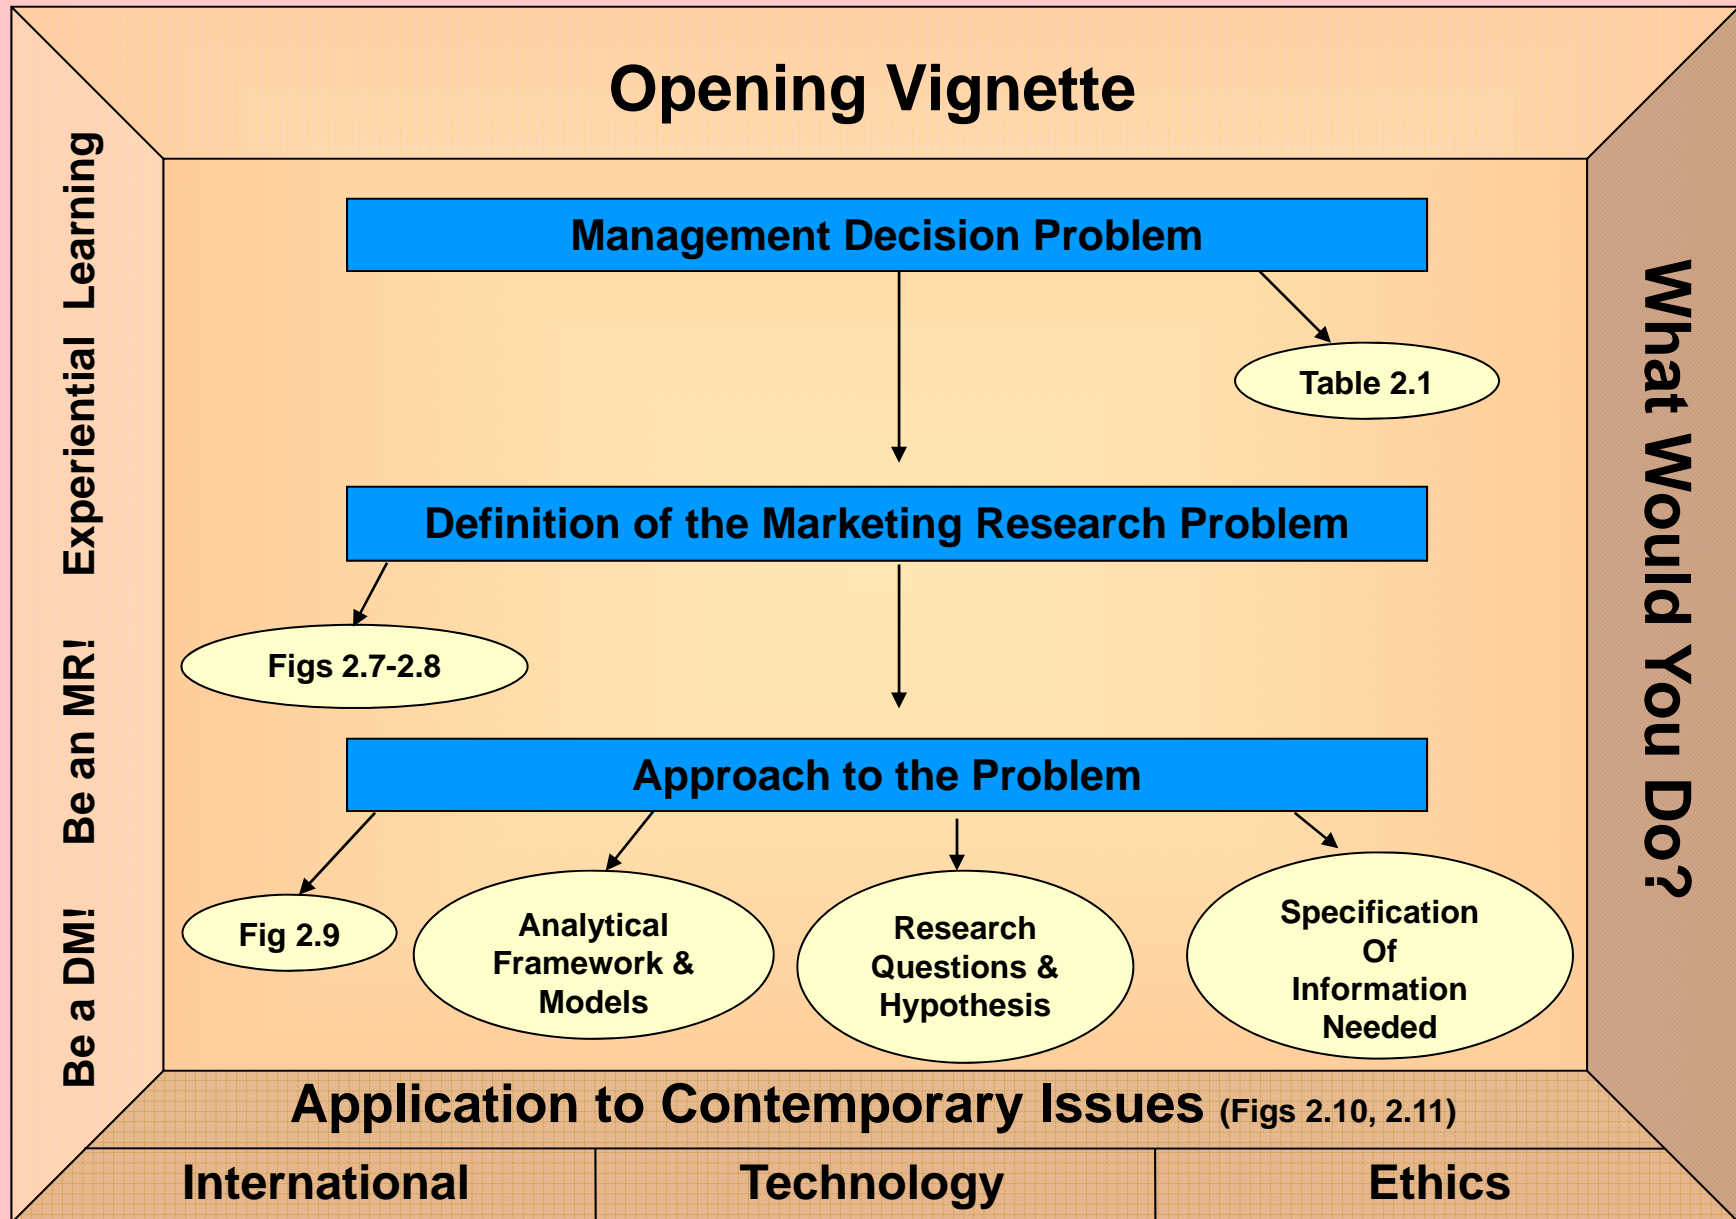 Opening Vignette
Be a DM! Be an MR! Experiential Learning
What Would You Do?
Management Decision Problem
Table 2.1
Definition of the Marketing Research Problem
Figs 2.7-2.8
Approach to the Problem
Fig 2.9
Analytical
Framework &
Models
Research
Questions &
Hypothesis
Specification
Of
Information
Needed
Application to Contemporary Issues (Figs 2.10, 2.11)
International
Technology
Ethics